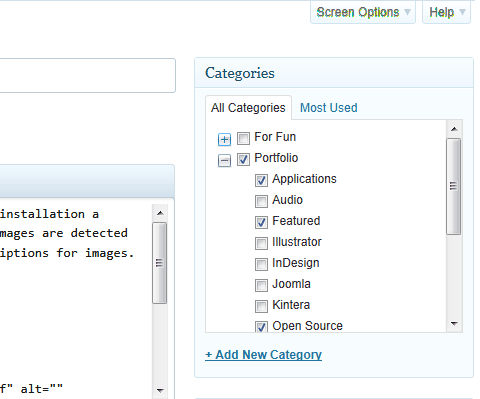 Screen Options Help
Categories
All Categories Most Used
For Fun
Portfolio
Applications
Audio
Featured
Illustrator
InDesign
Joomla
Kintera
Open Source
+ Add New Category
installation a
mages are detected
iptions for images.
f" alt=""